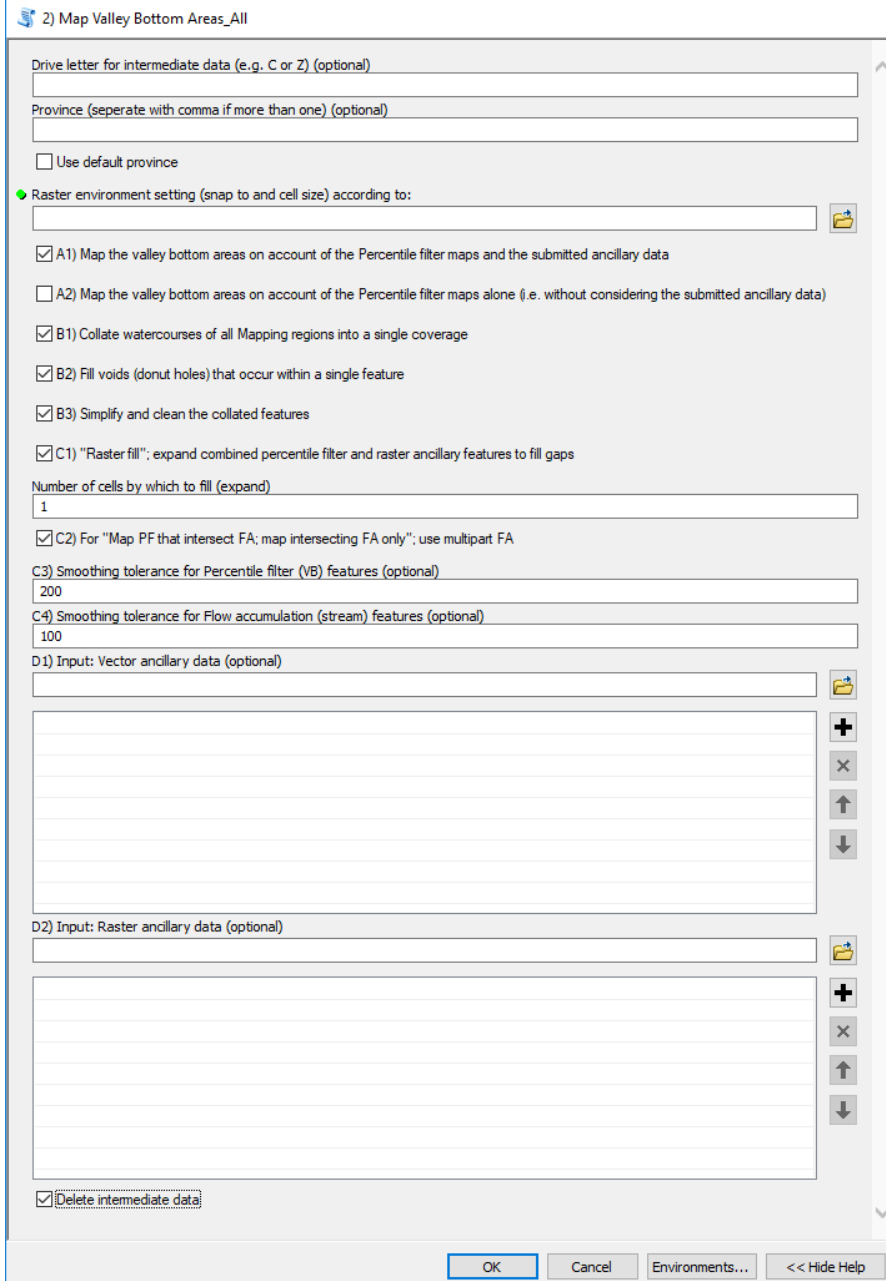 2) Map Valley Bottom Areas_All
Drive letter for intermediate data (e.g. C or Z) (optional)
Province (seperate with comma if more than one) (optional)
Use default province
Raster environment setting (snap to and cell size) according to:
A1) Map the valley bottom areas on account of the Percentile filter maps and the submitted ancillary data
A2) Map the valley bottom areas on account of the Percentile filter maps alone (i.e. without considering the submitted ancillary data)
B1) Collate watercourses of all Mapping regions into a single coverage
B2) Fill voids (donut holes) that occur within a single feature
B3) Simplify and clean the collated features
C1) "Raster fill"; expand combined percentile filter and raster ancillary features to fill gaps
Number of cells by which to fill (expand)
1
C2) For "Map PF that intersect FA; map intersecting FA only"; use multipart FA
C3) Smoothing tolerance for Percentile filter (VB) features (optional)
200
C4) Smoothing tolerance for Flow accumulation (stream) features (optional)
100
D1) Input: Vector ancillary data (optional)
D2) Input: Raster ancillary data (optional)
Delete intermediate data
OK Cancel Environments... << Hide Help